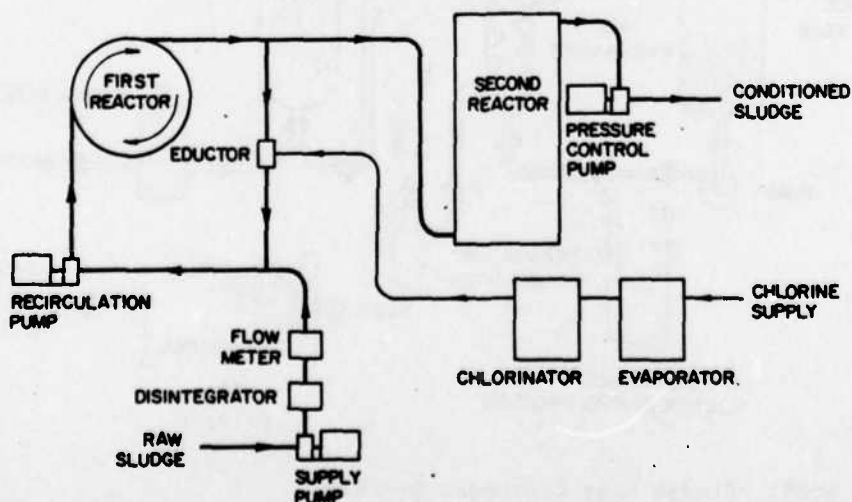 FIRST
REACTOR
SECOND
REACTOR
CONDITIONED
SLUDGE
PRESSURE
CONTROL
PUMP
EDUCTOR
RECIRCULATION
PUMP
CHLORINE
SUPPLY
FLOW
METER
CHLORINATOR
EVAPORATOR.
DISINTEGRATOR
RAW
SLUDGE
SUPPLY
PUMP